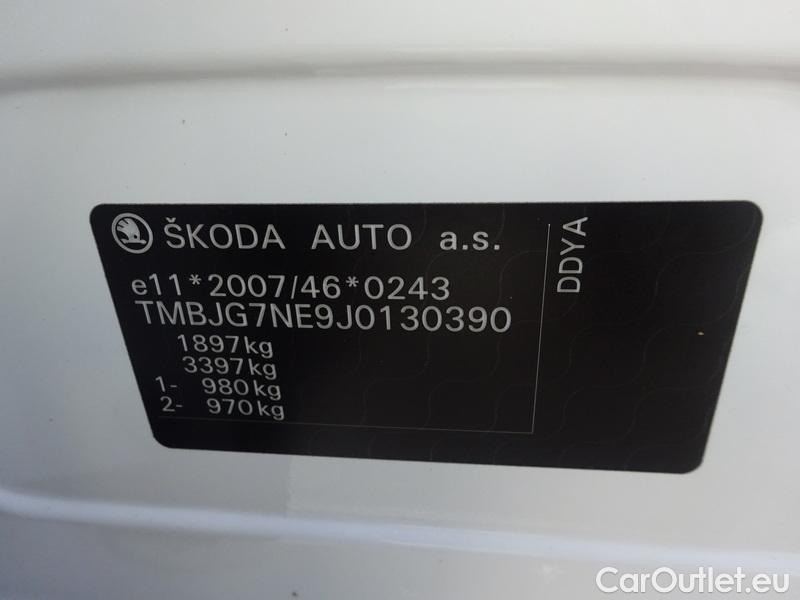 ŠKODA AUTO a.s.
e11*2007/46*0243
TMBJG7NE9J0130390
1897kg
3397kg
1- 980kg
2- 970kg
DDYA
CarOutlet.eu